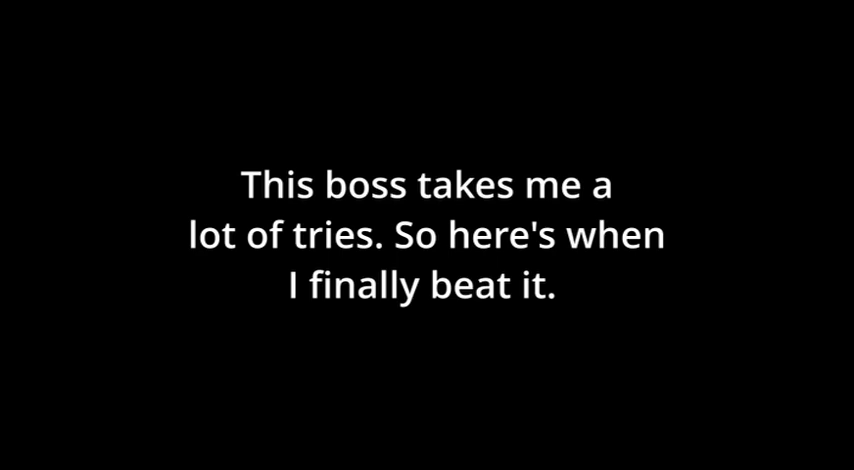 This boss takes me a
lot of tries. So here's when
I finally beat it.